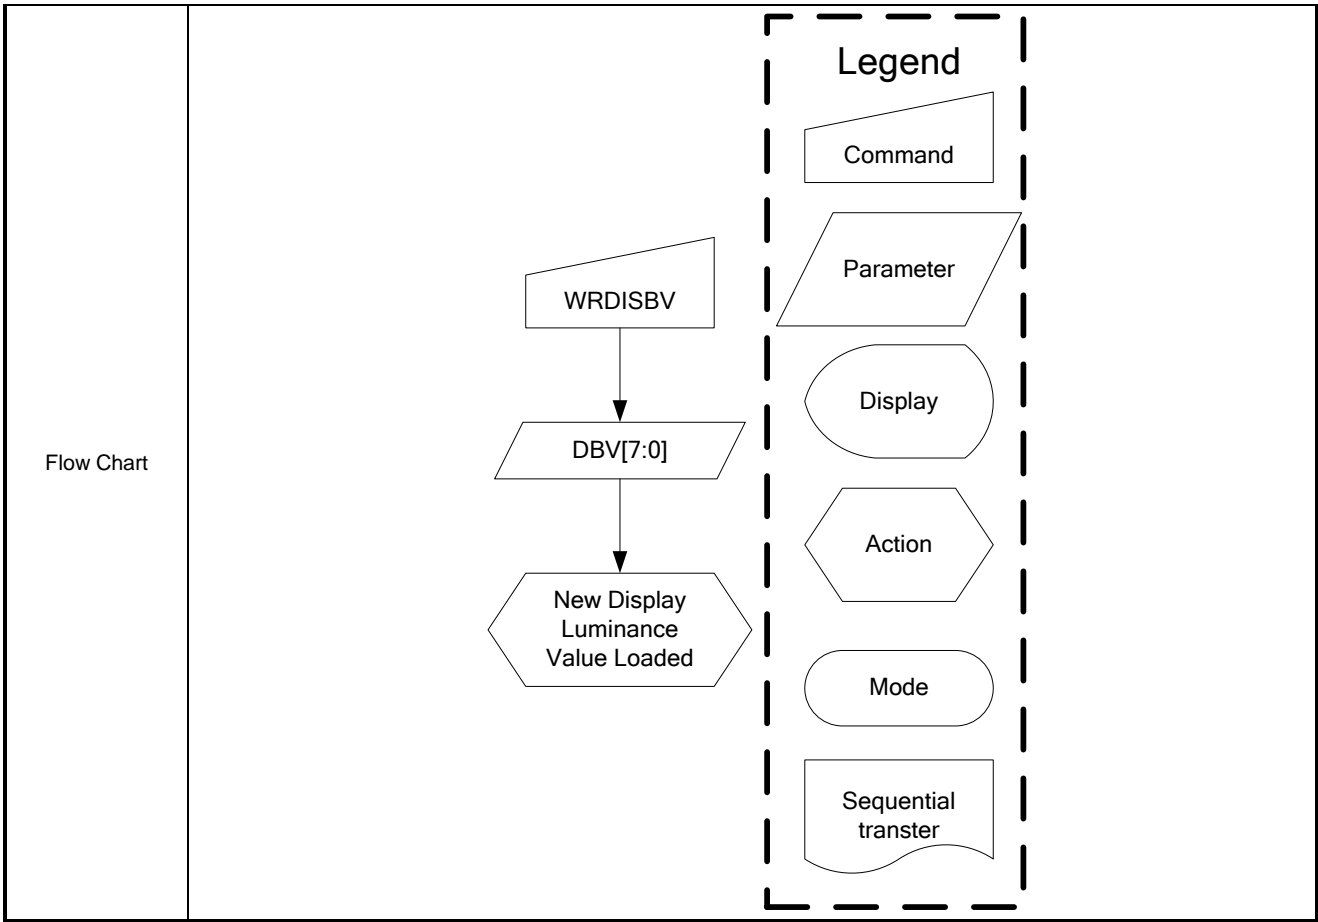 Flow Chart
WRDISBV
DBV[7:0]
New Display
Luminance
Value Loaded
Legend
Command
Parameter
Display
Action
Mode
Sequential
transter